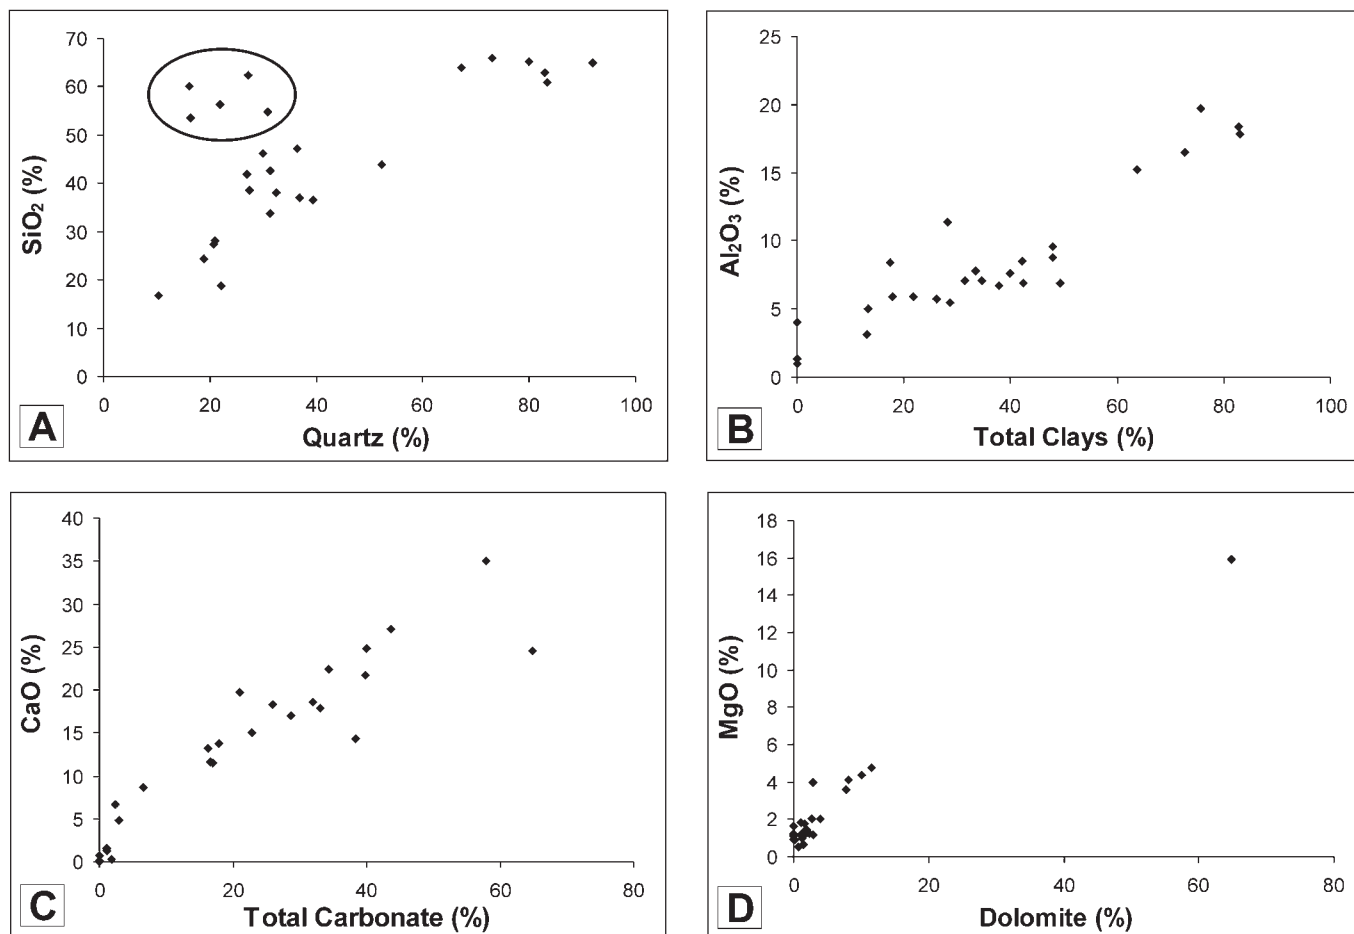 70
60
50
40
30
20
10
0
SiO₂ (%)
0 20 40 60 80 100
Quartz (%)
A
25
20
15
10
5
0
Al₂O₃ (%)
0 20 40 60 80 100
Total Clays (%)
B
40
35
30
25
20
15
10
5
0
CaO (%)
0 20 40 60 80
Total Carbonate (%)
C
18
16
14
12
10
8
6
4
2
0
MgO (%)
0 20 40 60 80
Dolomite (%)
D